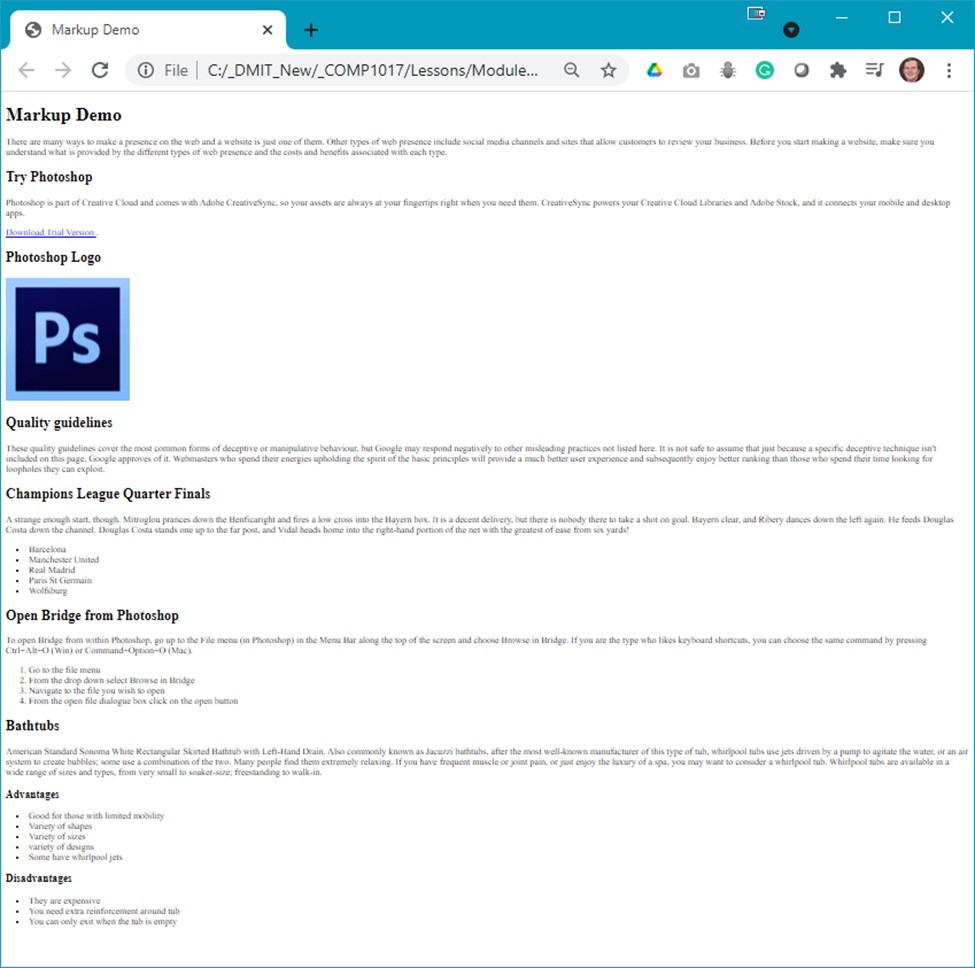 Markup Demo
File C:/_DMIT_New/_COMP1017/Lessons/Module...
Markup Demo
There are many ways to make a presence on the web and a website is just one of them. Other types of web presence include social media channels and sites that allow customers to review your business. Before you start making a website, make sure you
understand what is provided by the different types of web presence and the costs and benefits associated with each type.
Try Photoshop
Photoshop is part of Creative Cloud and comes with Adobe CreativeSync, so your assets are always at your fingertips right when you need them. CreativeSync powers your Creative Cloud Libraries and Adobe Stock, and it connects your mobile and desktop
apps.
Download Trial Version .
Photoshop Logo
Ps
Quality guidelines
These quality guidelines cover the most common forms of deceptive or manipulative behaviour, but Google may respond negatively to other misleading practices not listed here. It is not safe to assume that just because a specific deceptive technique isn't
included on this page, Google approves of it. Webmasters who spend their energies upholding the spirit of the basic principles will provide a much better user experience and subsequently enjoy better ranking than those who spend their time looking for
loopholes they can exploit.
Champions League Quarter Finals
A strange enough start, though. Mitroglou prances down the Benficaright and fires a low cross into the Bayern box. It is a decent delivery, but there is nobody there to take a shot on goal. Bayern clear, and Ribery dances down the left again. He feeds Douglas
Costa down the channel. Douglas Costa stands one up to the far post, and Vidal heads home into the right-hand portion of the net with the greatest of ease from six yards!
• Barcelona
• Manchester United
• Real Madrid
• Paris St Germain
• Wolfsburg
Open Bridge from Photoshop
To open Bridge from within Photoshop, go up to the File menu (in Photoshop) in the Menu Bar along the top of the screen and choose Browse in Bridge. If you are the type who likes keyboard shortcuts, you can choose the same command by pressing
Ctrl+Alt+O (Win) or Command+Option+O (Mac).
1. Go to the file menu
2. From the drop down select Browse in Bridge
3. Navigate to the file you wish to open
4. From the open file dialogue box click on the open button
Bathtubs
American Standard Sonoma White Rectangular Skirted Bathtub with Left-Hand Drain. Also commonly known as Jacuzzi bathtubs, after the most well-known manufacturer of this type of tub, whirlpool tubs use jets driven by a pump to agitate the water, or an air
system to create bubbles; some use a combination of the two. Many people find them extremely relaxing. If you have frequent muscle or joint pain, or just enjoy the luxury of a spa, you may want to consider a whirlpool tub. Whirlpool tubs are available in a
wide range of sizes and types, from very small to soaker-size; freestanding to walk-in.
Advantages
• Good for those with limited mobility
• Variety of shapes
• Variety of sizes
• variety of designs
• Some have whirlpool jets
Disadvantages
• They are expensive
• You need extra reinforcement around tub
• You can only exit when the tub is empty